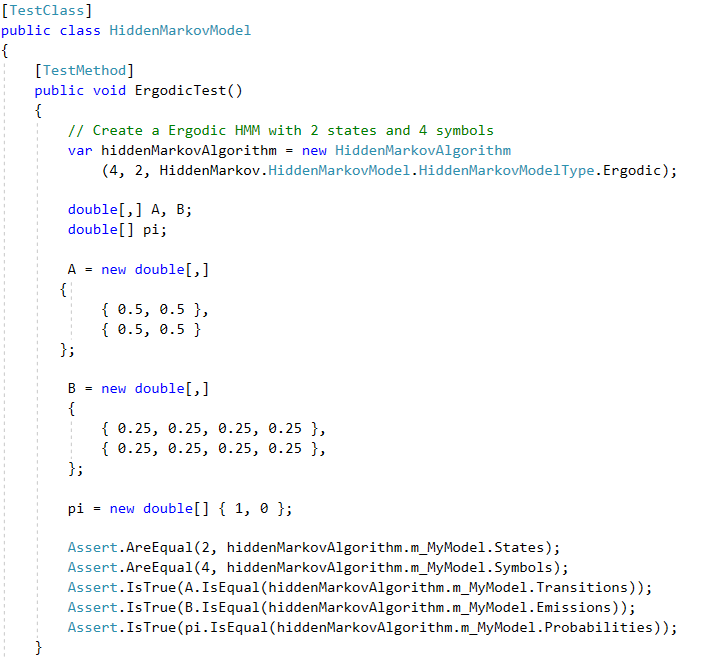 [TestClass]
public class HiddenMarkovModel
{
[TestMethod]
public void ErgodicTest()
{
// Create a Ergodic HMM with 2 states and 4 symbols
var hiddenMarkovAlgorithm = new HiddenMarkovAlgorithm
(4, 2, HiddenMarkov.HiddenMarkovModel.HiddenMarkovModelType.Ergodic);
double[,] A, B;
double[] pi;
A = new double[,]
{
{ 0.5, 0.5 },
{ 0.5, 0.5 }
};
B = new double[,]
{
{ 0.25, 0.25, 0.25, 0.25 },
{ 0.25, 0.25, 0.25, 0.25 },
};
pi = new double[] { 1, 0 };
Assert.AreEqual(2, hiddenMarkovAlgorithm.m_MyModel.States);
Assert.AreEqual(4, hiddenMarkovAlgorithm.m_MyModel.Symbols);
Assert.IsTrue(A.IsEqual(hiddenMarkovAlgorithm.m_MyModel.Transitions));
Assert.IsTrue(B.IsEqual(hiddenMarkovAlgorithm.m_MyModel.Emissions));
Assert.IsTrue(pi.IsEqual(hiddenMarkovAlgorithm.m_MyModel.Probabilities));
}